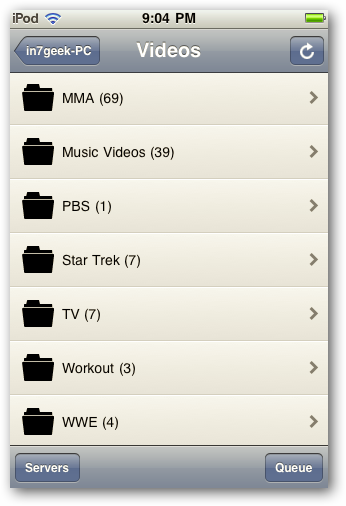 iPod 9:04 PM
in7geek-PC Videos
MMA (69)
Music Videos (39)
PBS (1)
Star Trek (7)
TV (7)
Workout (3)
WWE (4)
Servers Queue